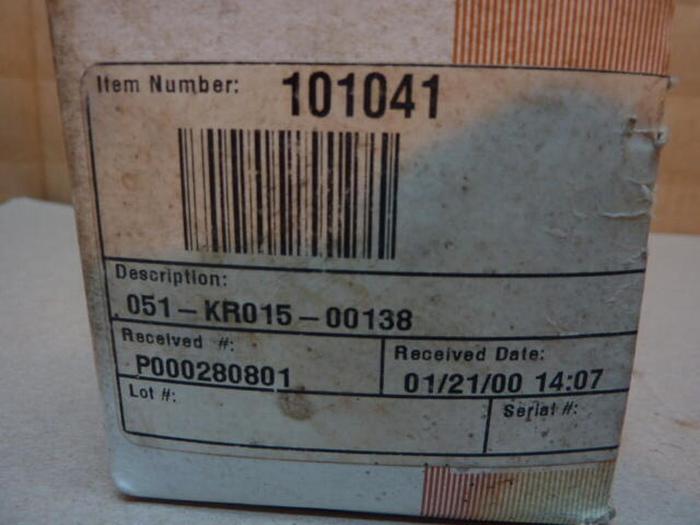 Item Number: 101041
Description:
051-KR015-00138
Received #:
P000280801
Received Date:
01/21/00 14:07
Lot #:
Serial #: